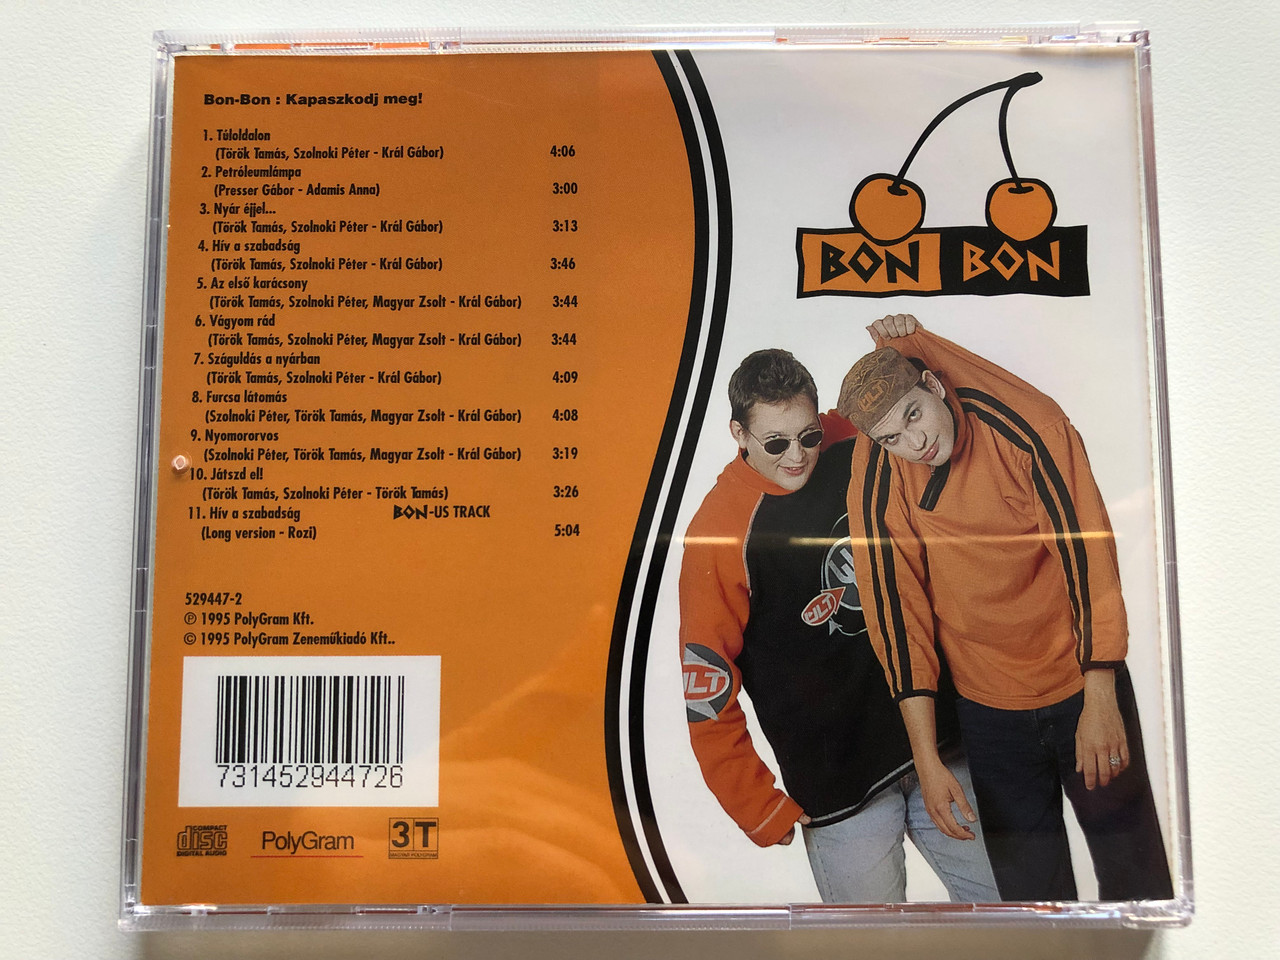 Bon-Bon : Kapaszkodj meg!
1. Túloldalon
(Török Tamás, Szolnoki Péter - Král Gábor) 4:06
2. Petróleumlámpa
(Presser Gábor - Adamis Anna) 3:00
3. Nyár éjjel...
(Török Tamás, Szolnoki Péter - Král Gábor) 3:13
4. Hív a szabadság
(Török Tamás, Szolnoki Péter - Král Gábor) 3:46
5. Az első karácsony
(Török Tamás, Szolnoki Péter, Magyar Zsolt - Král Gábor) 3:44
6. Vágyom rád
(Török Tamás, Szolnoki Péter, Magyar Zsolt - Král Gábor) 3:44
7. Száguldás a nyárban
(Török Tamás, Szolnoki Péter - Král Gábor) 4:09
8. Furcsa látomás
(Szolnoki Péter, Török Tamás, Magyar Zsolt - Král Gábor) 4:08
9. Nyomororvos
(Szolnoki Péter, Török Tamás, Magyar Zsolt - Král Gábor) 3:19
10. Játszd el!
(Török Tamás, Szolnoki Péter - Török Tamás) 3:26
11. Hív a szabadság BON-US TRACK
(Long version - Rozi) 5:04
529447-2
℗ 1995 PolyGram Kft.
© 1995 PolyGram Zeneműkiadó Kft..
731452944726
COMPACT
disc
DIGITAL AUDIO
PolyGram
3T
BON BON